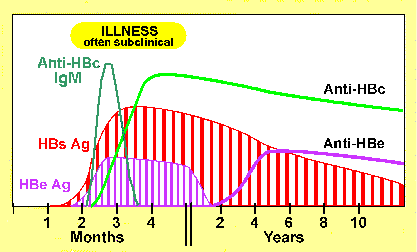 ILLNESS
often subclinical
Anti-HBc
IgM
Anti-HBc
HBs Ag
Anti-HBe
HBe Ag
1 2 3 4 2 4 6 8 10
Months Years